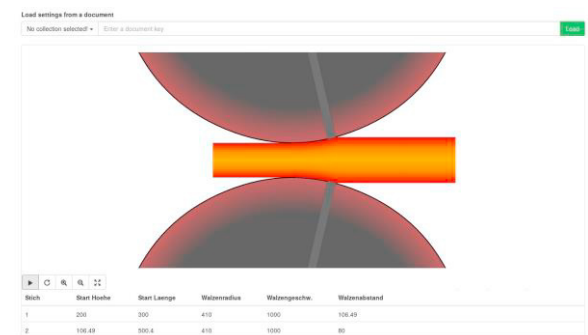 Load settings from a document
No collection selected! Enter a document key Load
Stich Start Hoehe Start Laenge Walzenradius Walzengeschw. Walzenabstand
1 200 300 410 1000 106.49
2 106.49 500.4 410 1000 80